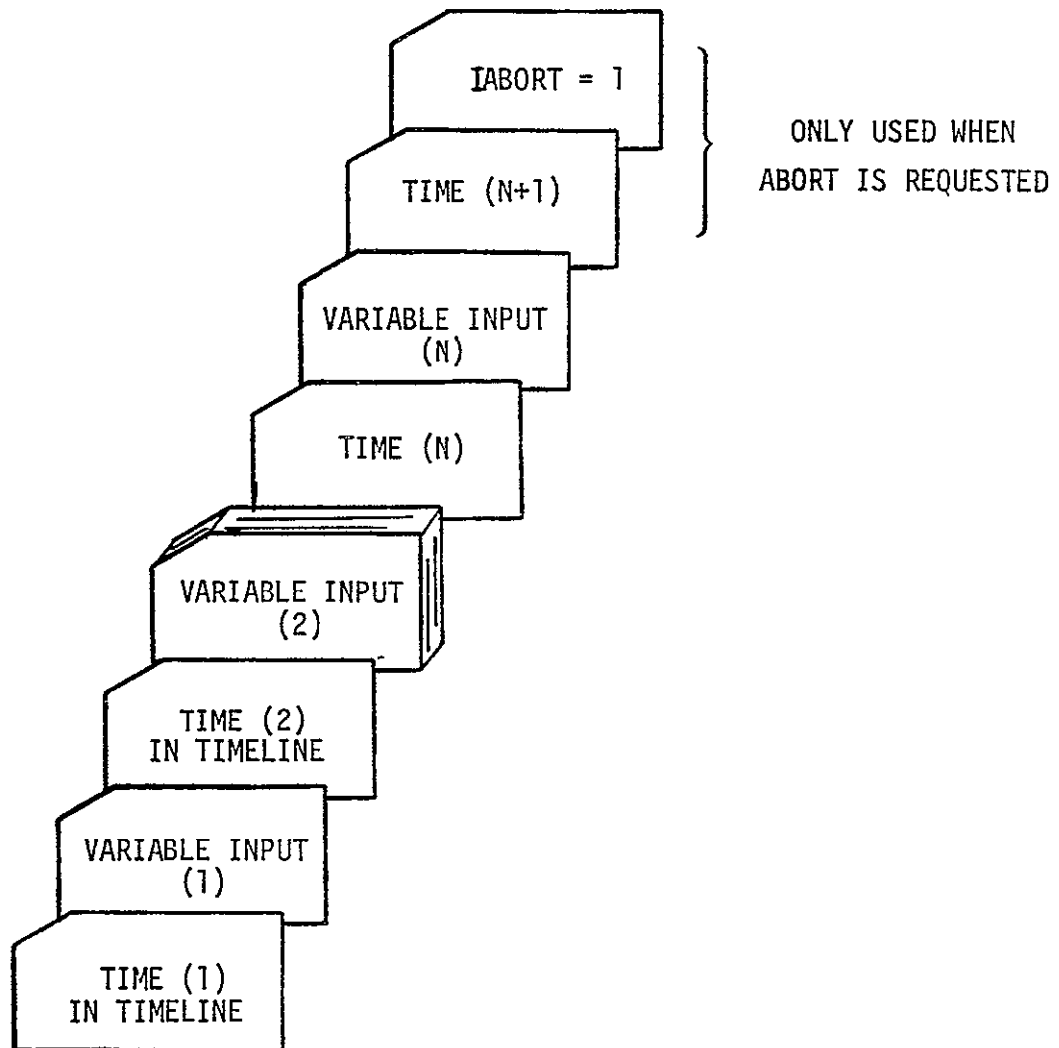 IABORT = 1
ONLY USED WHEN
ABORT IS REQUESTED
TIME (N+1)
VARIABLE INPUT
(N)
TIME (N)
VARIABLE INPUT
(2)
TIME (2)
IN TIMELINE
VARIABLE INPUT
(1)
TIME (1)
IN TIMELINE